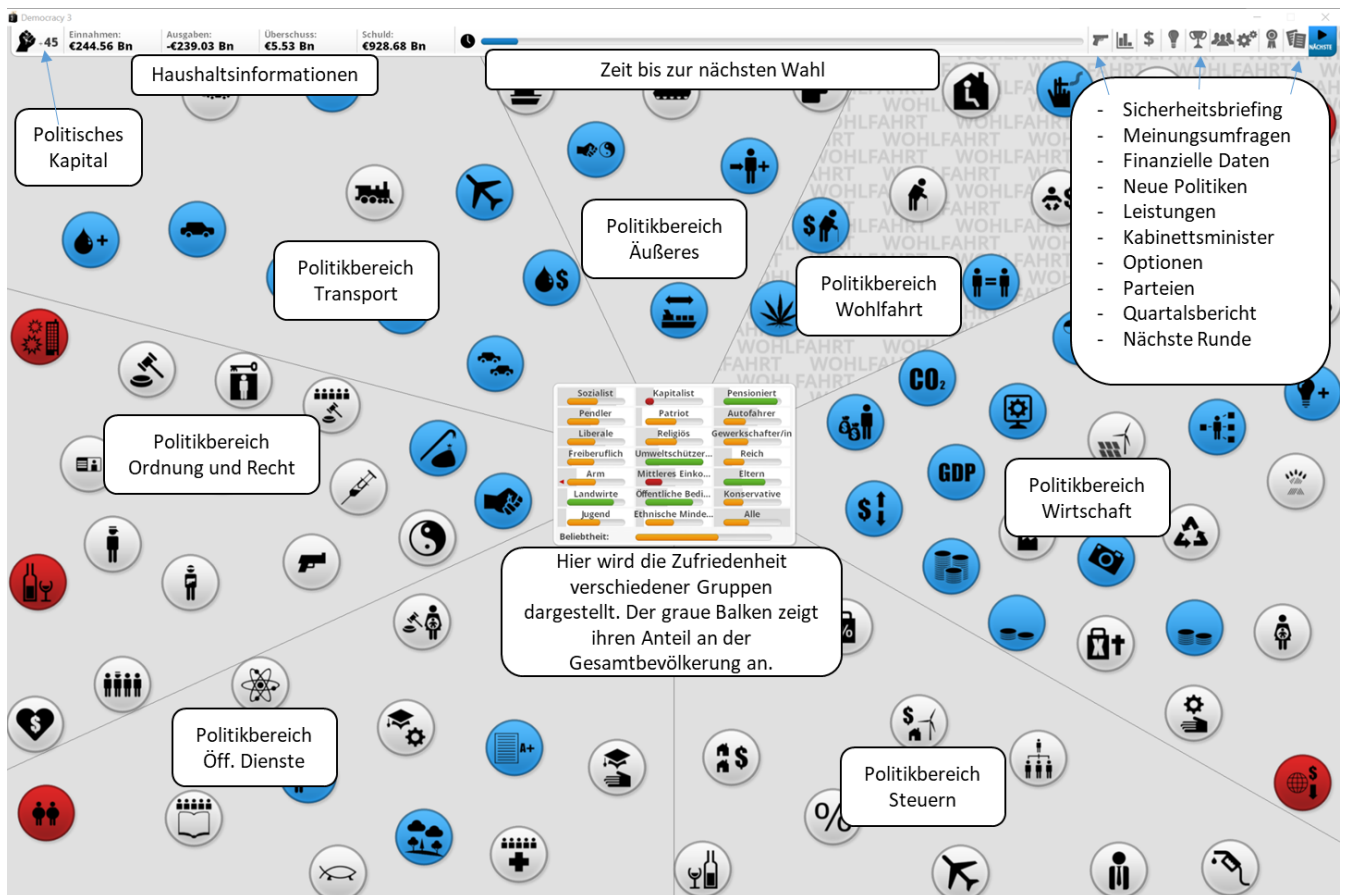 Democracy 3
-45
Einnahmen:
€244.56 Bn
Ausgaben:
-€239.03 Bn
Überschuss:
€5.53 Bn
Schuld:
€928.68 Bn
NÄCHSTE
Haushaltsinformationen
Zeit bis zur nächsten Wahl
Politisches
Kapital
- Sicherheitsbriefing
- Meinungsumfragen
- Finanzielle Daten
- Neue Politiken
- Leistungen
- Kabinettsminister
- Optionen
- Parteien
- Quartalsbericht
- Nächste Runde
WOHLFAHRT WOHLFAHRT
Politikbereich
Äußeres
Politikbereich
Transport
Politikbereich
Wohlfahrt
CO₂
GDP
Sozialist Kapitalist Pensioniert
Pendler Patriot Autofahrer
Liberale Religiös Gewerkschafter/in
Freiberuflich Umweltschützer... Reich
Arm Mittleres Einko... Eltern
Landwirte Öffentliche Bedi... Konservative
Jugend Ethnische Minde... Alle
Beliebtheit:
Politikbereich
Ordnung und Recht
Politikbereich
Wirtschaft
Hier wird die Zufriedenheit
verschiedener Gruppen
dargestellt. Der graue Balken zeigt
ihren Anteil an der
Gesamtbevölkerung an.
Politikbereich
Öff. Dienste
A+
Politikbereich
Steuern
%